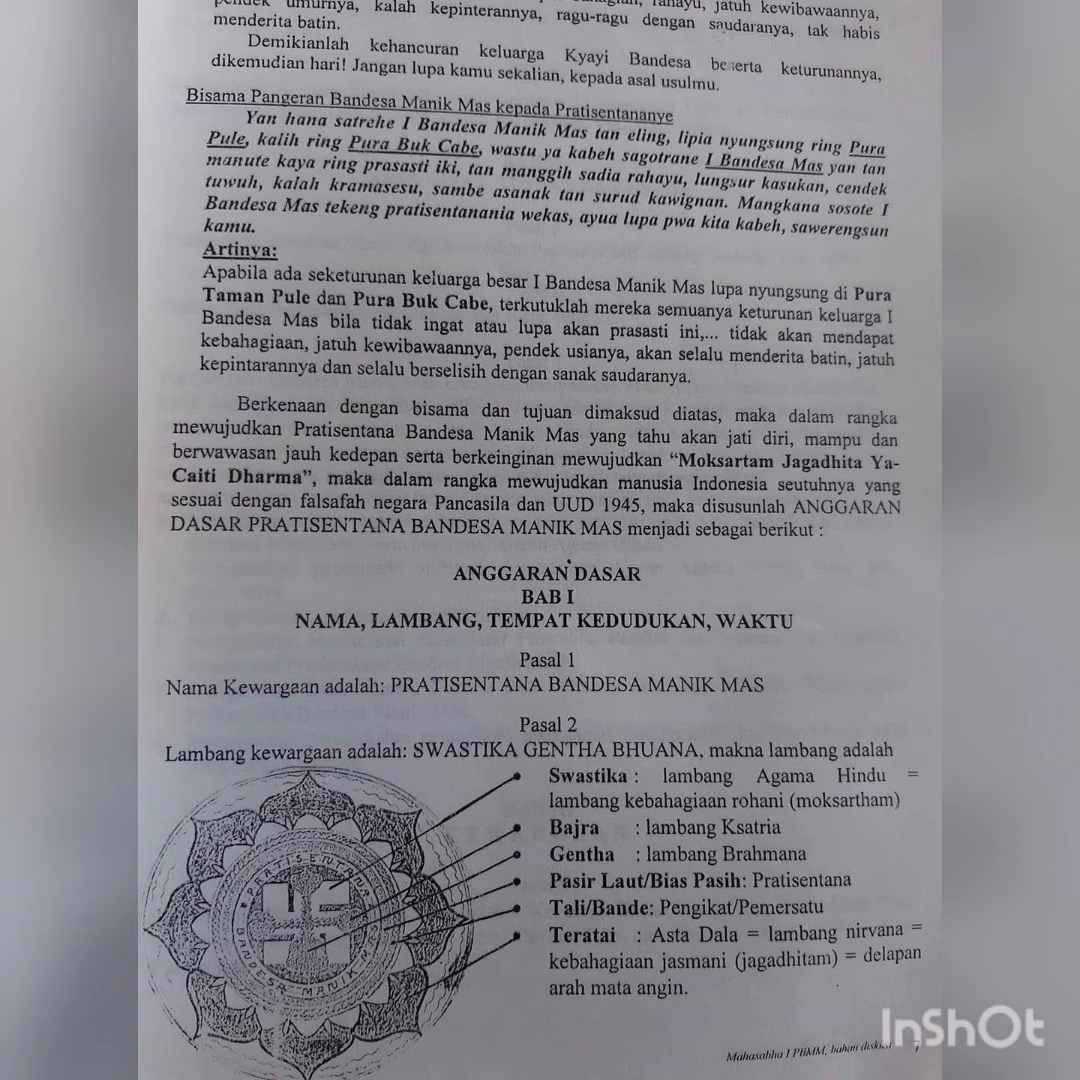 umurnya, kalah kepinterannya, ragu-ragu dengan saudaranya, tak habis
rahayu, jatuh kewibawaannya,
menderita batin.
Demikianlah kehancuran keluarga Kyayi Bandesa beserta keturunannya,
dikemudian hari! Jangan lupa kamu sekalian, kepada asal usulmu.
Bisama Pangeran Bandesa Manik Mas kepada Pratisentananye
Yan hana satrehe I Bandesa Manik Mas tan eling, lipia nyungsung ring Pura
Pule, kalih ring Pura Buk Cabe, wastu ya kabeh sagotrane I Bandesa Mas yan tan
manute kaya ring prasasti iki, tan manggih sadia rahayu, lungsur kasukan, cendek
tuwuh, kalah kramasesu, sambe asanak tan surud kawignan. Mangkana sosote I
Bandesa Mas tekeng pratisentanania wekas, ayua lupa pwa kita kabeh, sawerengsun
kamu.
Artinya:
Apabila ada seketurunan keluarga besar I Bandesa Manik Mas lupa nyungsung di Pura
Taman Pule dan Pura Buk Cabe, terkutuklah mereka semuanya keturunan keluarga I
Bandesa Mas bila tidak ingat atau lupa akan prasasti ini,... tidak akan mendapat
kebahagiaan, jatuh kewibawaannya, pendek usianya, akan selalu menderita batin, jatuh
kepintarannya dan selalu berselisih dengan sanak saudaranya.
Berkenaan dengan bisama dan tujuan dimaksud diatas, maka dalam rangka
mewujudkan Pratisentana Bandesa Manik Mas yang tahu akan jati diri, mampu dan
berwawasan jauh kedepan serta berkeinginan mewujudkan “Moksartam Jagadhita Ya-
Caiti Dharma”, maka dalam rangka mewujudkan manusia Indonesia seutuhnya yang
sesuai dengan falsafah negara Pancasila dan UUD 1945, maka disusunlah ANGGARAN
DASAR PRATISENTANA BANDESA MANIK MAS menjadi sebagai berikut :
ANGGARAN DASAR
BAB I
NAMA, LAMBANG, TEMPAT KEDUDUKAN, WAKTU
Pasal 1
Nama Kewargaan adalah: PRATISENTANA BANDESA MANIK MAS
Pasal 2
Lambang kewargaan adalah: SWASTIKA GENTHA BHUANA, makna lambang adalah
Swastika : lambang Agama Hindu =
lambang kebahagiaan rohani (moksartham)
Bajra : lambang Ksatria
Gentha : lambang Brahmana
Pasir Laut/Bias Pasih: Pratisentana
Tali/Bande: Pengikat/Pemersatu
Teratai : Asta Dala = lambang nirvana =
kebahagiaan jasmani (jagadhitam) = delapan
arah mata angin.
PRATISENTANA
BANDESA MANIK
Mahasabha I PBMM, bahan diskusi 7
InShOt